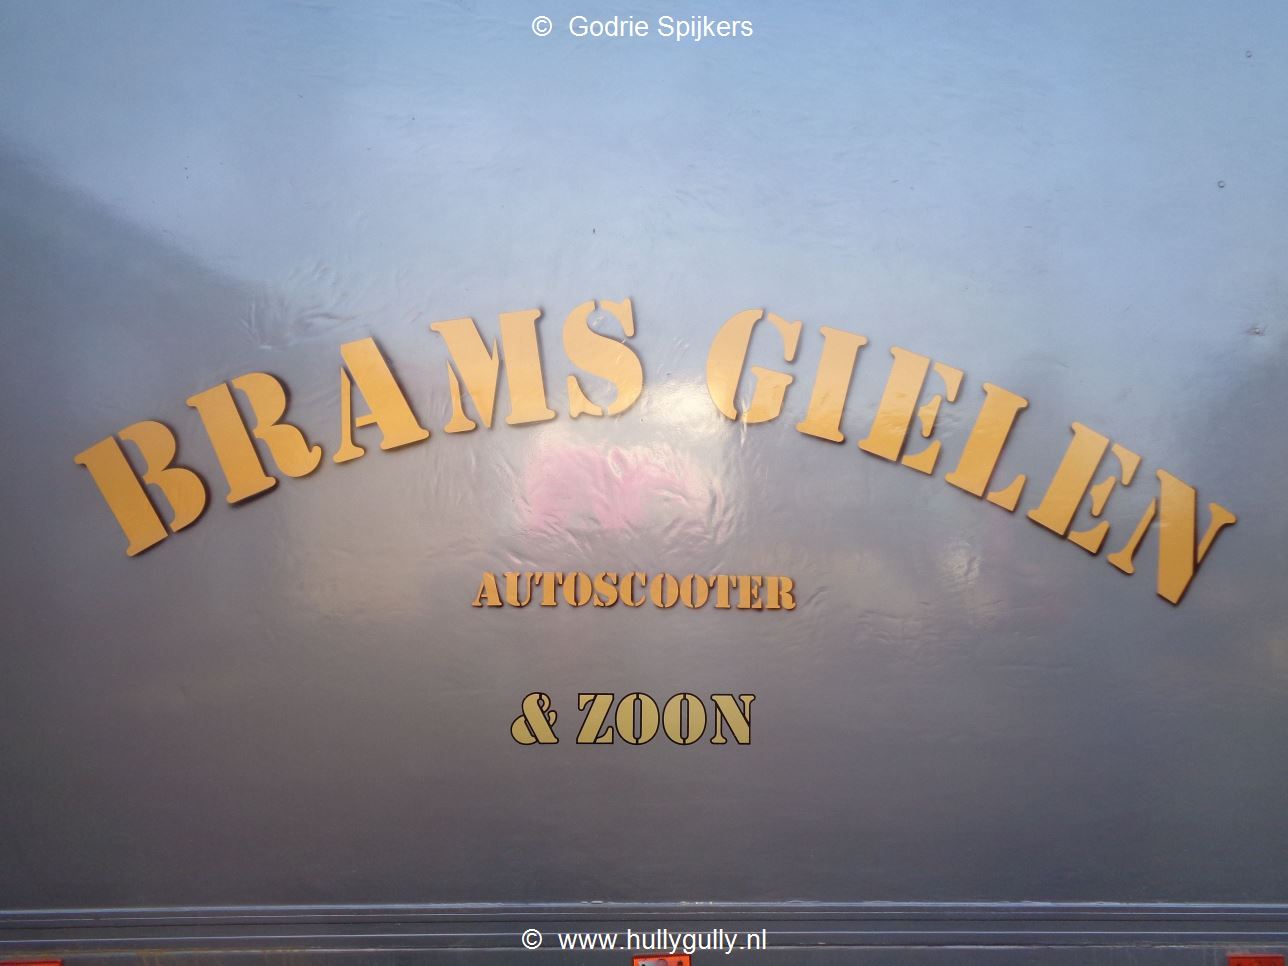 © Godrie Spijkers
BRAMS GIELEN
AUTOSCOOTER
& ZOON
© www.hullygully.nl